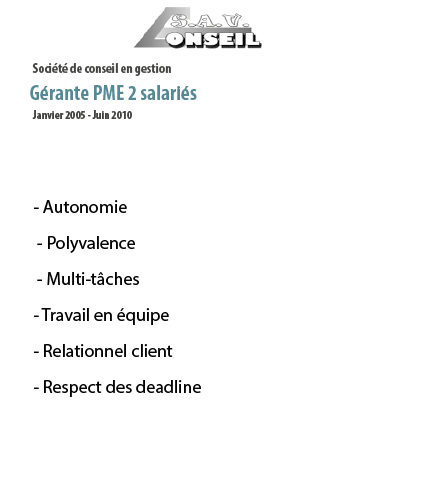 S.A.V.
CONSEIL
Société de conseil en gestion
Gérante PME 2 salariés
Janvier 2005 - Juin 2010
- Autonomie
- Polyvalence
- Multi-tâches
- Travail en équipe
- Relationnel client
- Respect des deadline